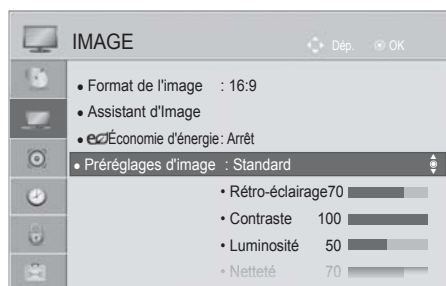 IMAGE Dép. OK
• Format de l'image : 16:9
• Assistant d'Image
• eco Économie d'énergie : Arrêt
• Préréglages d'image : Standard
• Rétro-éclairage70
• Contraste 100
• Luminosité 50
• Netteté 70